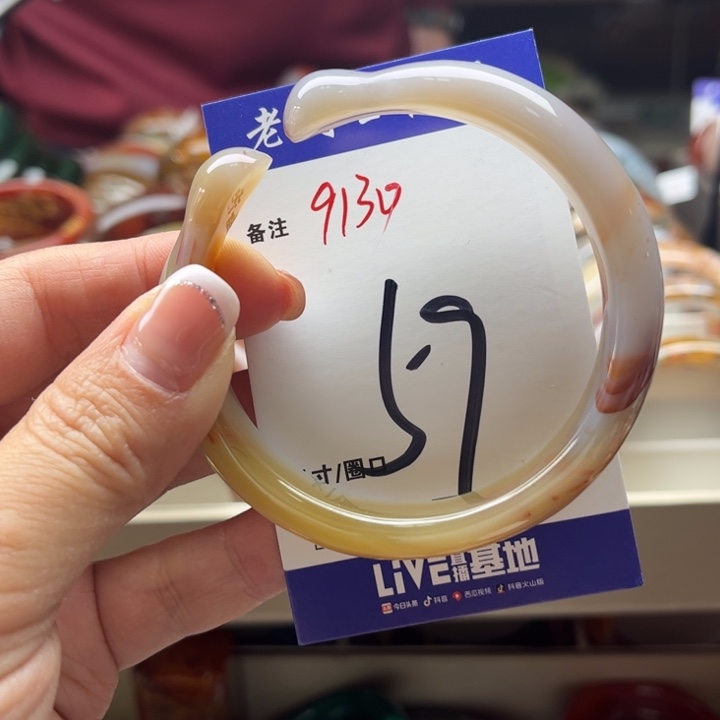 老
备注 9130
57
寸/圈口
LIVE直播基地
今日头条 抖音 西瓜视频 抖音火山版